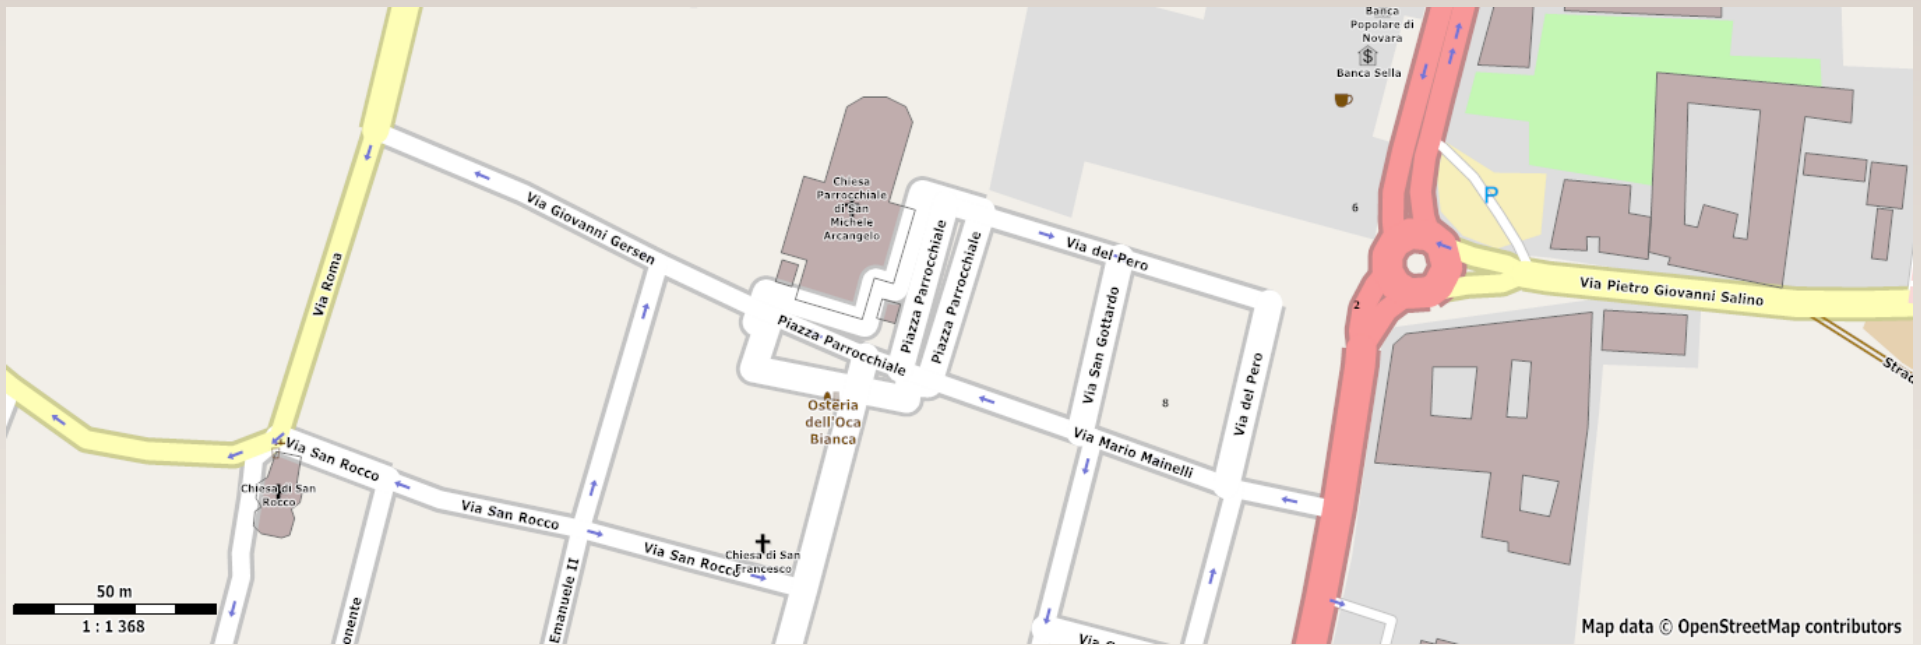 Banca
Popolare di
Novara
Banca Sella
P
6
2
8
Chiesa
Parrocchiale
di San
Michele
Arcangelo
Via Giovanni Gersen
Via Roma
Via del Pero
Piazza Parrocchiale
Piazza Parrocchiale
Piazza Parrocchiale
Via San Gottardo
Via del Pero
Via Pietro Giovanni Salino
Strac
Osteria
dell'Oca
Bianca
Via Mario Mainelli
Via San Rocco
Chiesa di San
Rocco
Via San Rocco
Via San Rocco
Chiesa di San
Francesco
Emanuele II
onente
50 m
1 : 1 368
Map data © OpenStreetMap contributors